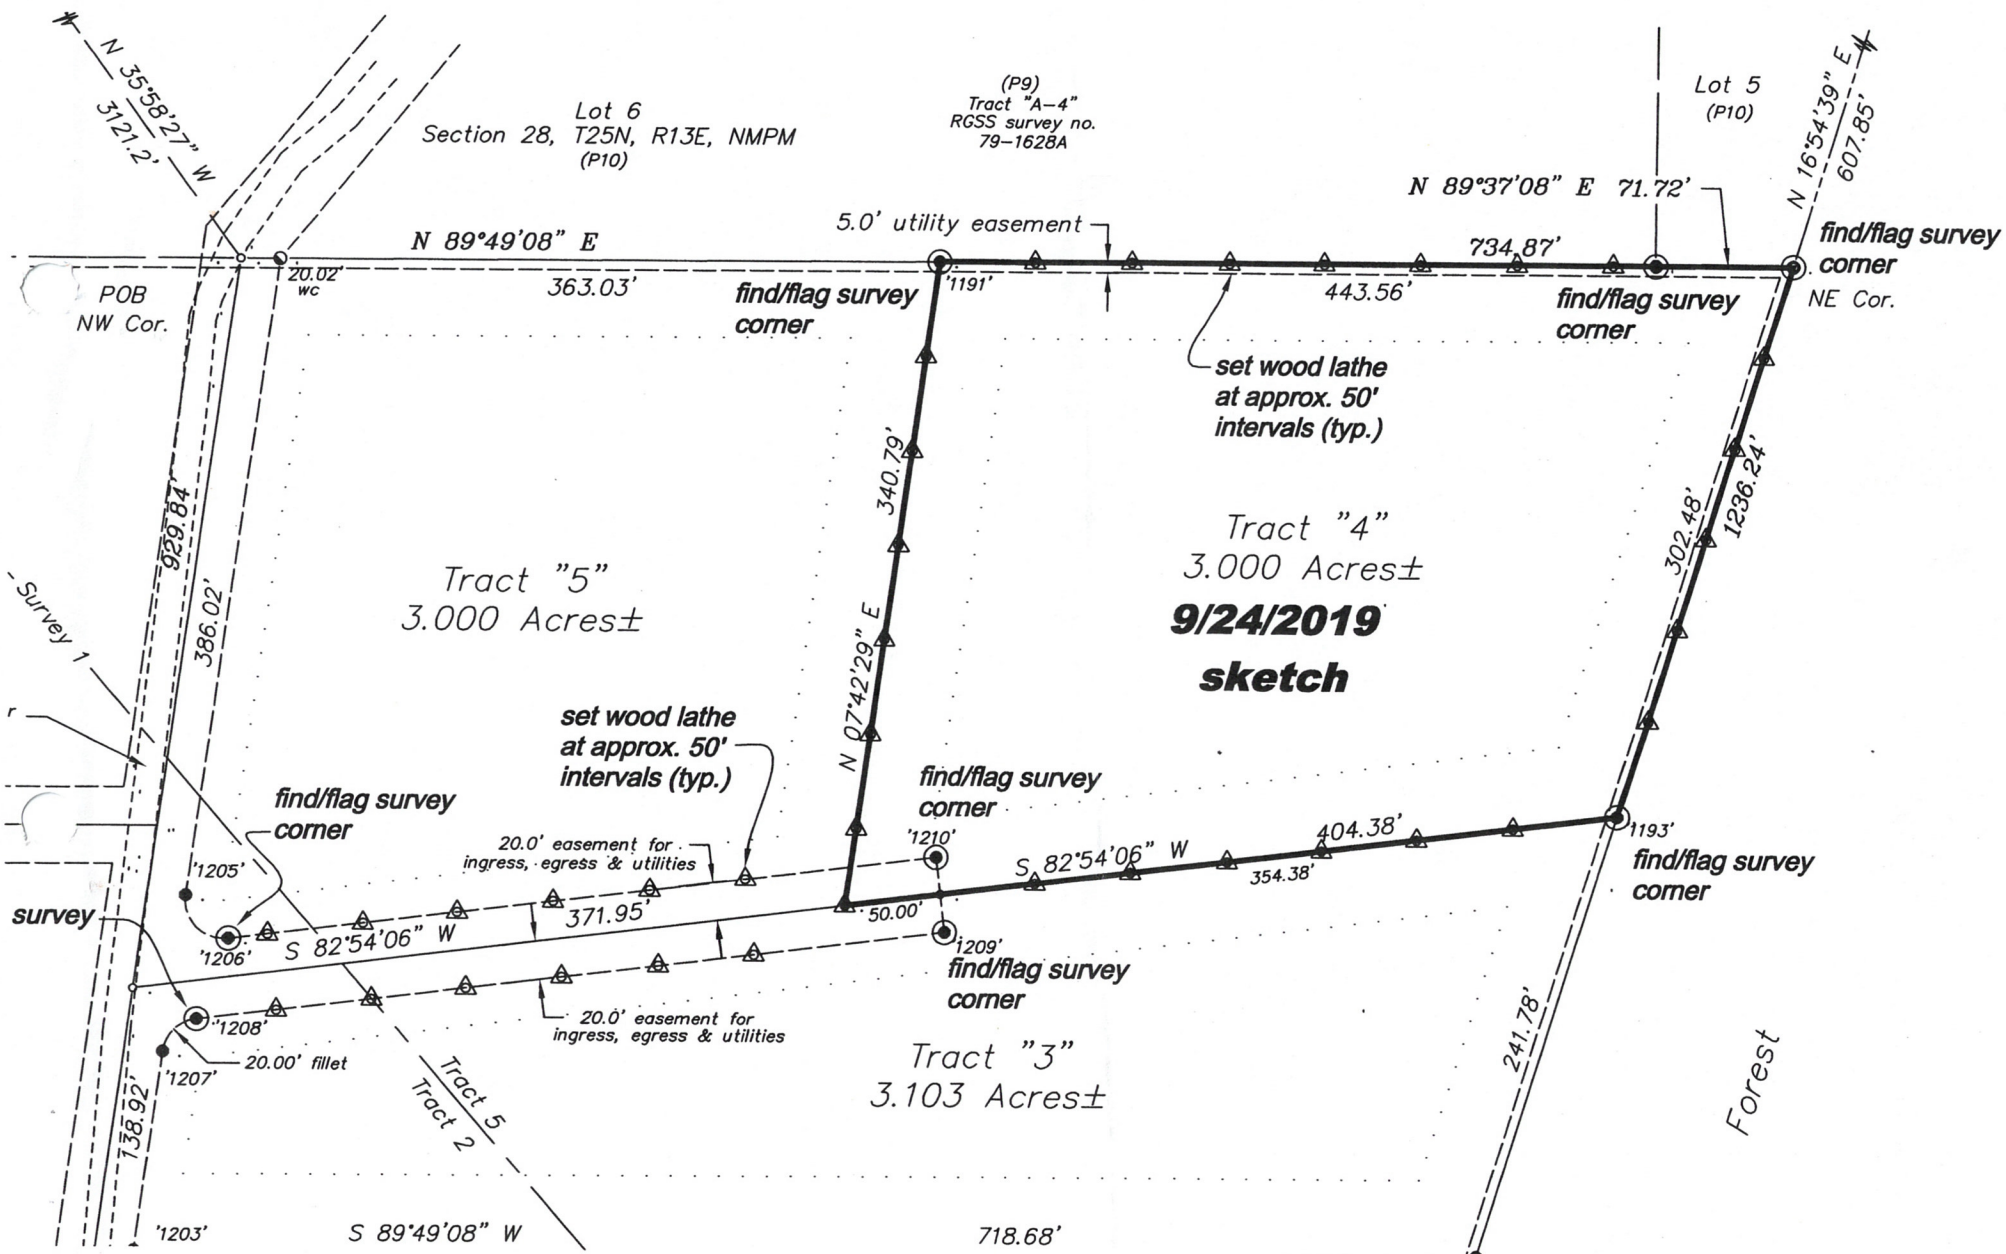 N 35°58'27" W
3121.2'
Lot 6
Section 28, T25N, R13E, NMPM
(P10)
(P9)
Tract "A-4"
RGSS survey no.
79-1628A
Lot 5
(P10)
N 16°54'39" E
607.85'
N 89°37'08" E 71.72'
5.0' utility easement
N 89°49'08" E
734.87'
find/flag survey
corner
20.02'
wc
363.03'
'1191'
443.56'
POB
NW Cor.
find/flag survey
corner
find/flag survey
corner
NE Cor.
set wood lathe
at approx. 50'
intervals (typ.)
929.84'
386.02'
340.79'
302.48'
1236.24'
Tract "5"
3.000 Acres±
Tract "4"
3.000 Acres±
9/24/2019
sketch
Survey 1
r
N 07°42'29" E
set wood lathe
at approx. 50'
intervals (typ.)
find/flag survey
corner
find/flag survey
corner
20.0' easement for
ingress, egress & utilities
'1210'
S 82°54'06" W
404.38'
354.38'
'1193'
find/flag survey
corner
'1205'
survey
'1206'
S 82°54'06" W
371.95'
50.00'
'1209'
find/flag survey
corner
'1208'
20.0' easement for
ingress, egress & utilities
20.00' fillet
'1207'
138.92'
Tract 5
Tract 2
Tract "3"
3.103 Acres±
241.78'
Forest
'1203'
S 89°49'08" W
718.68'